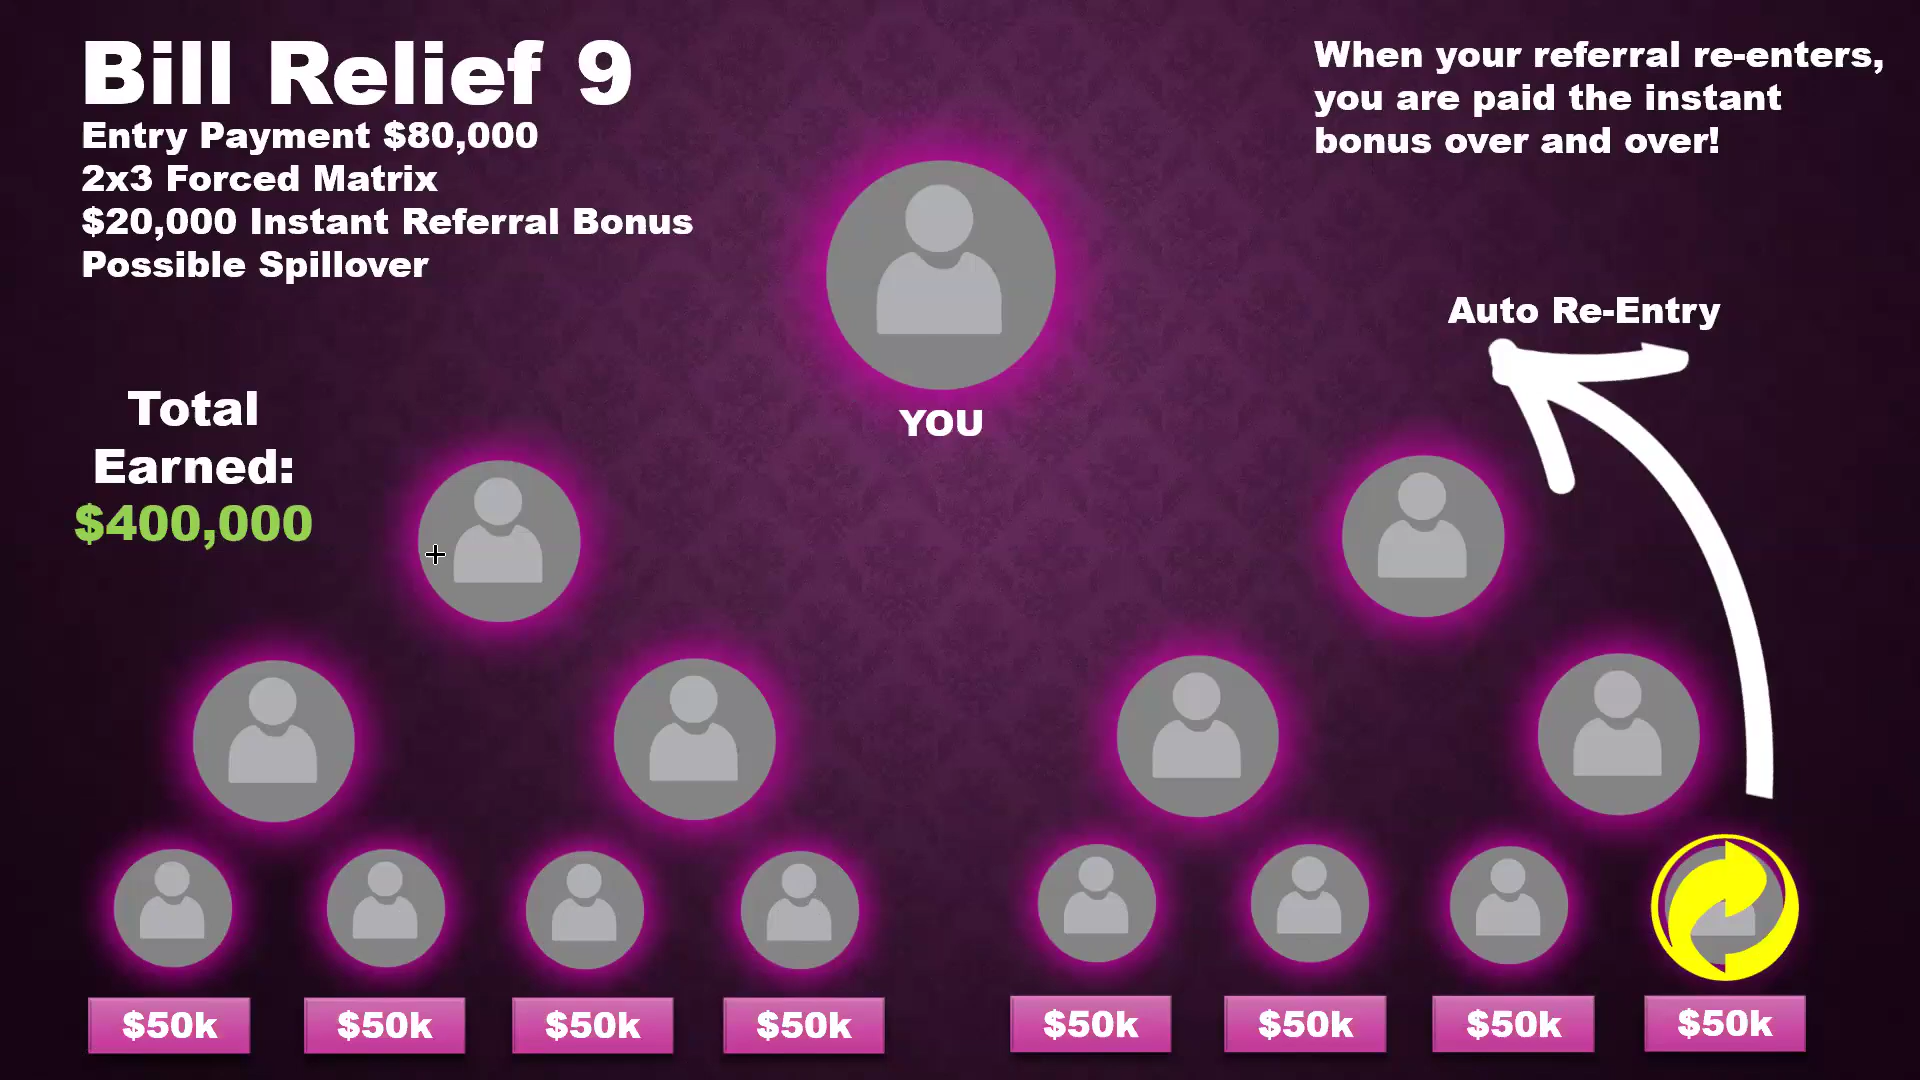 Bill Relief 9
Entry Payment $80,000
2x3 Forced Matrix
$20,000 Instant Referral Bonus
Possible Spillover
When your referral re-enters,
you are paid the instant
bonus over and over!
Auto Re-Entry
YOU
Total
Earned:
$400,000
$50k
$50k
$50k
$50k
$50k
$50k
$50k
$50k